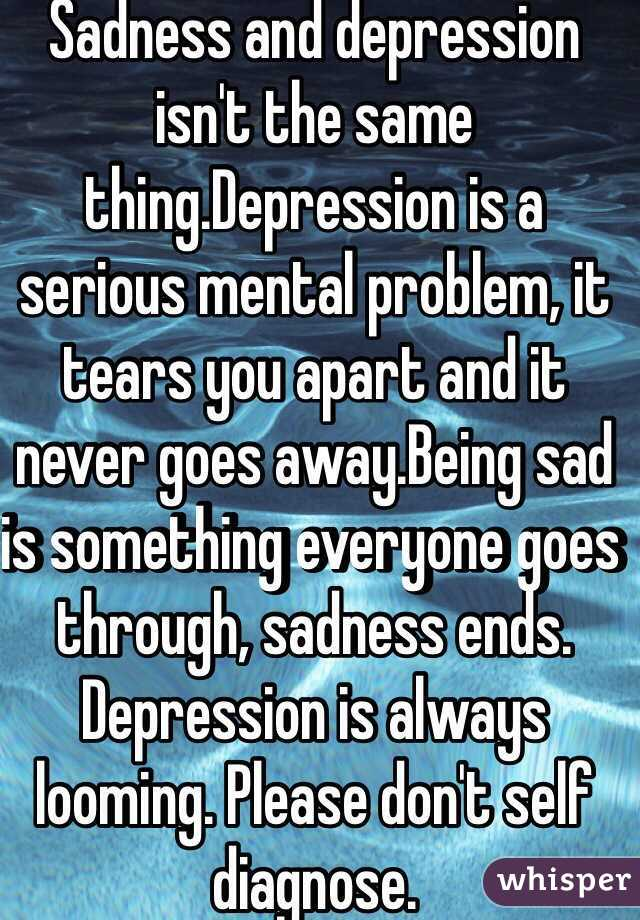 Sadness and depression
isn't the same
thing.Depression is a
serious mental problem, it
tears you apart and it
never goes away.Being sad
is something everyone goes
through, sadness ends.
Depression is always
looming. Please don't self
diagnose.
whisper